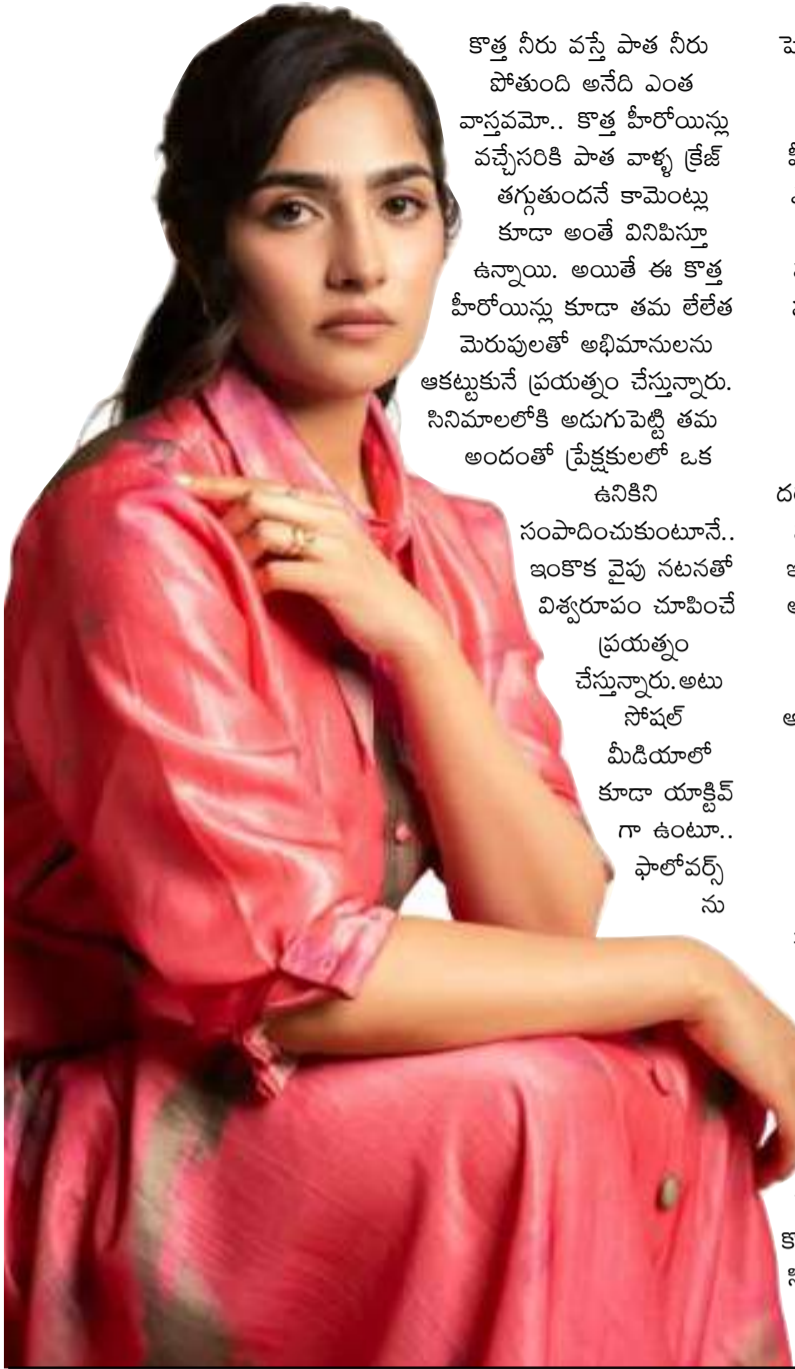 కొత్త నీరు వస్తే పాత నీరు
పోతుంది అనేది ఎంత
వాస్తవమో.. కొత్త హీరోయిన్లు
వచ్చేసరికి పాత వాళ్ళ క్రేజ్
తగ్గుతుందనే కామెంట్లు
కూడా అంతే వినిపిస్తూ
ఉన్నాయి. అయితే ఈ కొత్త
హీరోయిన్లు కూడా తమ లేలేత
మెరుపులతో అభిమానులను
ఆకట్టుకునే ప్రయత్నం చేస్తున్నారు.
సినిమాలలోకి అడుగుపెట్టి తమ
అందంతో ప్రేక్షకులలో ఒక
ఉనికిని
సంపాదించుకుంటూనే..
ఇంకొక వైపు నటనతో
విశ్వరూపం చూపించే
ప్రయత్నం
చేస్తున్నారు.అటు
సోషల్
మీడియాలో
కూడా యాక్టివ్
గా ఉంటూ..
ఫాలోవర్స్
ను